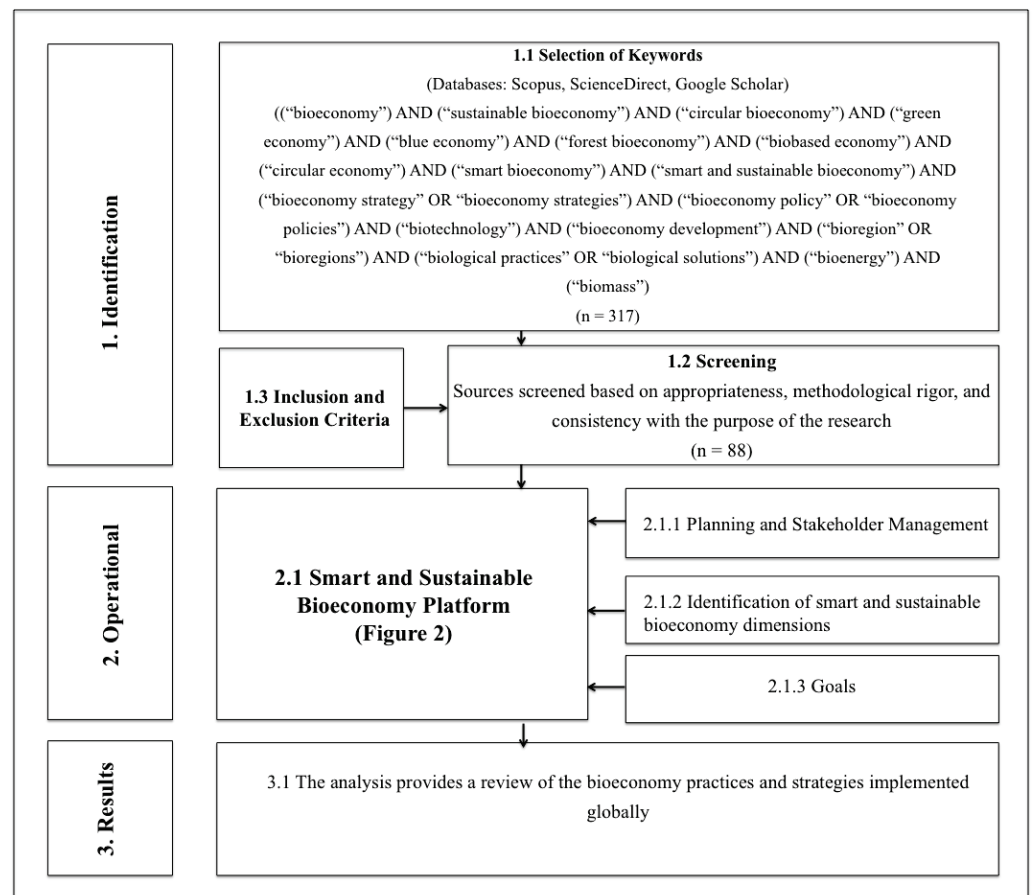 1. Identification
1.1 Selection of Keywords
(Databases: Scopus, ScienceDirect, Google Scholar)
((“bioeconomy”) AND (“sustainable bioeconomy”) AND (“circular bioeconomy”) AND (“green
economy”) AND (“blue economy”) AND (“forest bioeconomy”) AND (“biobased economy”) AND
(“circular economy”) AND (“smart bioeconomy”) AND (“smart and sustainable bioeconomy”) AND
(“bioeconomy strategy” OR “bioeconomy strategies”) AND (“bioeconomy policy” OR “bioeconomy
policies”) AND (“biotechnology”) AND (“bioeconomy development”) AND (“bioregion” OR
“bioregions”) AND (“biological practices” OR “biological solutions”) AND (“bioenergy”) AND
(“biomass”)
(n = 317)
1.3 Inclusion and
Exclusion Criteria
1.2 Screening
Sources screened based on appropriateness, methodological rigor, and
consistency with the purpose of the research
(n = 88)
2. Operational
2.1 Smart and Sustainable
Bioeconomy Platform
(Figure 2)
2.1.1 Planning and Stakeholder Management
2.1.2 Identification of smart and sustainable
bioeconomy dimensions
2.1.3 Goals
3. Results
3.1 The analysis provides a review of the bioeconomy practices and strategies implemented
globally